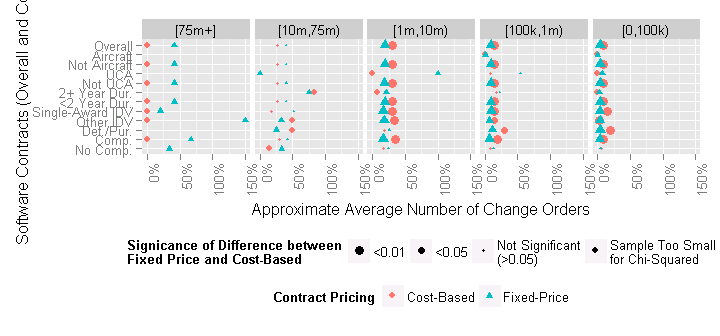 Software Contracts (Overall and Co
[75m+] [10m,75m) [1m,10m) [100k,1m) [0,100k)
Overall
Aircraft
Not Aircraft
UCA
Not UCA
2+ Year Dur.
<2 Year Dur.
Single-Award IDV
Other IDV
Def/Pur.
Comp.
No Comp.
0% 50% 100% 150% 0% 50% 100% 150% 0% 50% 100% 150% 0% 50% 100% 150% 0% 50% 100% 150%
Approximate Average Number of Change Orders
Signicance of Difference between
Fixed Price and Cost-Based
<0.01
<0.05
Not Significant
(>0.05)
Sample Too Small
for Chi-Squared
Contract Pricing
Cost-Based
Fixed-Price